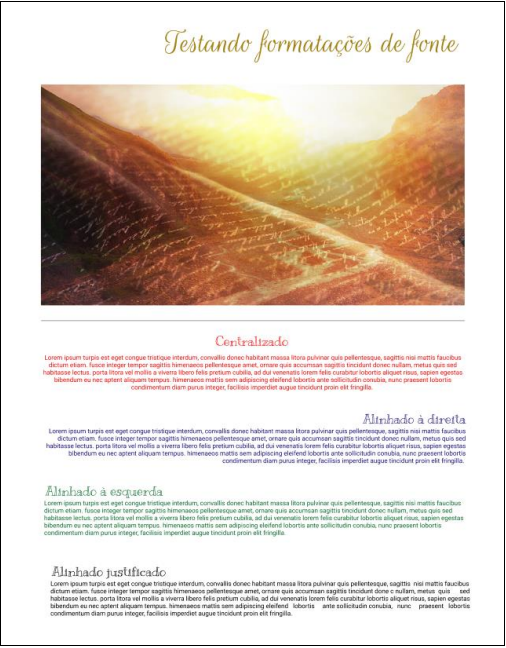 Testando formatações de fonte
Centralizado
Lorem ipsum turpis est eget congue tristique interdum, convallis donec habitant massa litora pulvinar quis pellentesque, sagittis nisi mattis faucibus
dictum etiam. fusce integer tempor sagittis himenaeos pellentesque amet, ornare quis accumsan sagittis tincidunt donec nullam, metus quis sed
habitasse lectus. porta litora vel mollis a viverra libero felis pretium cubilia, ad dui venenatis turpis felis curabitur lobortis aliquet risus, sapien egestas
bibendum eu nec aptent aliquam tempus. himenaeos mattis sem adipiscing eleifend lobortis ante sollicitudin conubia, nunc praesent lobortis
elementum diam purus integer, facilisis imperdiet augue tincidunt proin elit fringilla.
Alinhado à direita
Lorem ipsum turpis est eget congue tristique interdum, convallis donec habitant massa litora pulvinar quis pellentesque, sagittis nisi mattis faucibus
dictum etiam. fusce integer tempor sagittis himenaeos pellentesque amet, ornare quis accumsan sagittis tincidunt donec nullam, metus quis sed
habitasse lectus. porta litora vel mollis a viverra libero felis pretium cubilia, ad dui venenatis turpis felis curabitur lobortis aliquet risus, sapien egestas
bibendum eu nec aptent aliquam tempus. himenaeos mattis sem adipiscing eleifend lobortis ante sollicitudin conubia, nunc praesent lobortis
elementum diam purus integer, facilisis imperdiet augue tincidunt proin elit fringilla.
Alinhado à esquerda
Lorem ipsum turpis est eget congue tristique interdum, convallis donec habitant massa litora pulvinar quis pellentesque, sagittis nisi mattis faucibus
dictum etiam. fusce integer tempor sagittis himenaeos pellentesque amet, ornare quis accumsan sagittis tincidunt donec nullam, metus quis sed
habitasse lectus. porta litora vel mollis a viverra libero felis pretium cubilia, ad dui venenatis turpis felis curabitur lobortis aliquet risus, sapien egestas
bibendum eu nec aptent aliquam tempus. himenaeos mattis sem adipiscing eleifend lobortis ante sollicitudin conubia, nunc praesent lobortis
elementum diam purus integer, facilisis imperdiet augue tincidunt proin elit fringilla.
Alinhado justificado
Lorem ipsum turpis est eget congue tristique interdum, convallis donec habitant massa litora pulvinar quis pellentesque, sagittis nisi mattis faucibus
dictum etiam. fusce integer tempor sagittis himenaeos pellentesque amet, ornare quis accumsan sagittis tincidunt done c nullam, metus quis sed
habitasse lectus. porta litora vel mollis a viverra libero felis pretium cubilia, ad dui venenatis turpis felis curabitur lobortis aliquet risus, sapien egestas
bibendum eu nec aptent aliquam tempus. himenaeos mattis sem adipiscing eleifend lobortis ante sollicitudin conubia, nunc praesent lobortis
elementum diam purus integer, facilisis imperdiet augue tincidunt proin elit fringilla.